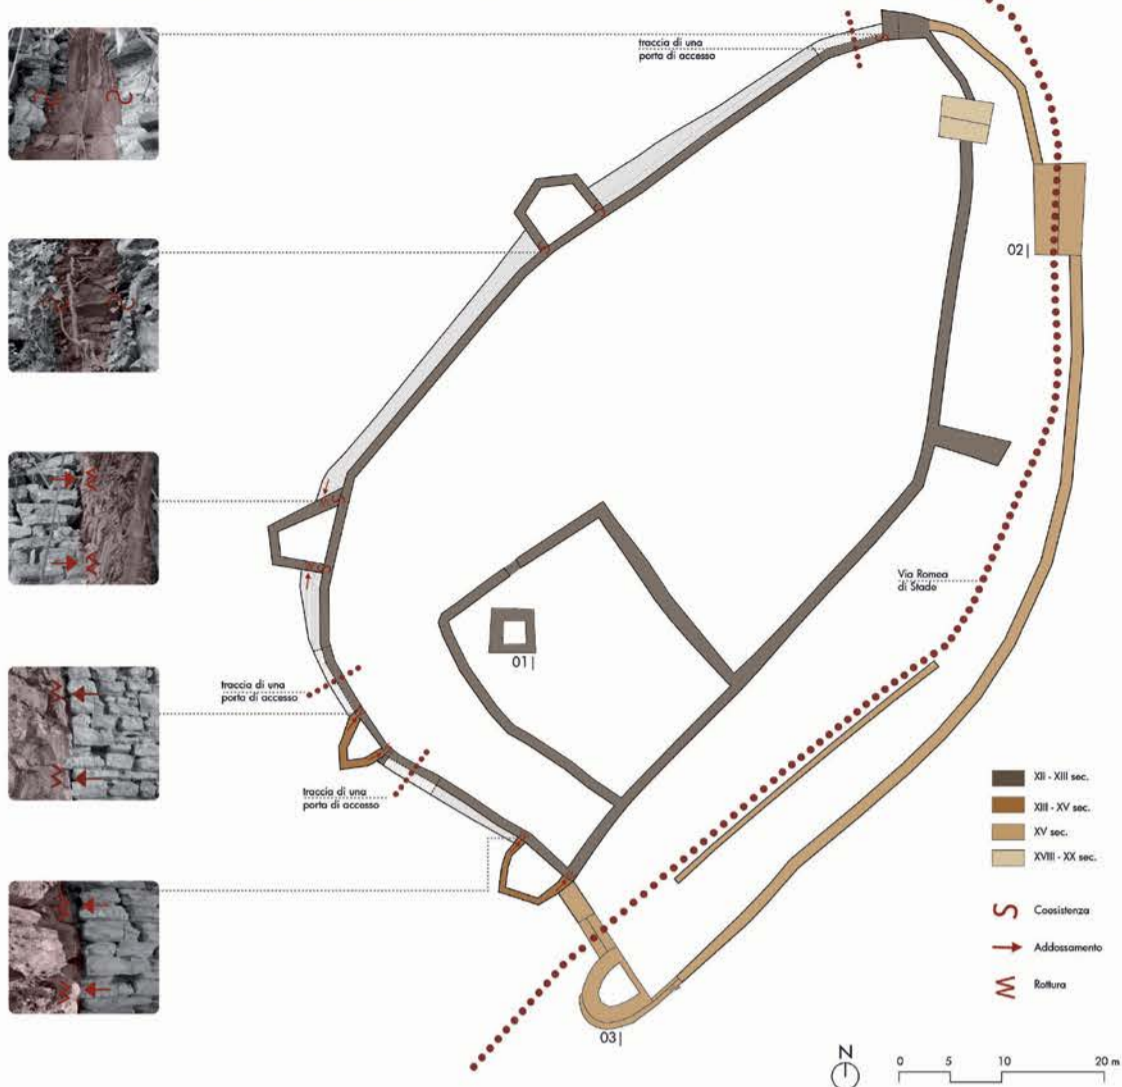 traccia di una
porta di accesso
02|
Via Romea
di Stade
01|
traccia di una
porta di accesso
traccia di una
porta di accesso
XII - XIII sec.
XIII - XV sec.
XV sec.
XVIII - XX sec.
S Coesistenza
Addossamento
Rottura
03|
N
0 5 10 20 m